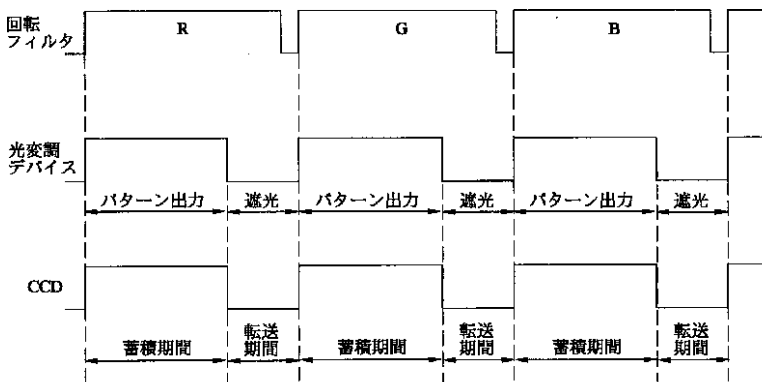 回転
フィルタ
R
G
B
光変調
デバイス
パターン出力
遮光
パターン出力
遮光
パターン出力
遮光
CCD
蓄積期間
転送
期間
蓄積期間
転送
期間
蓄積期間
転送
期間